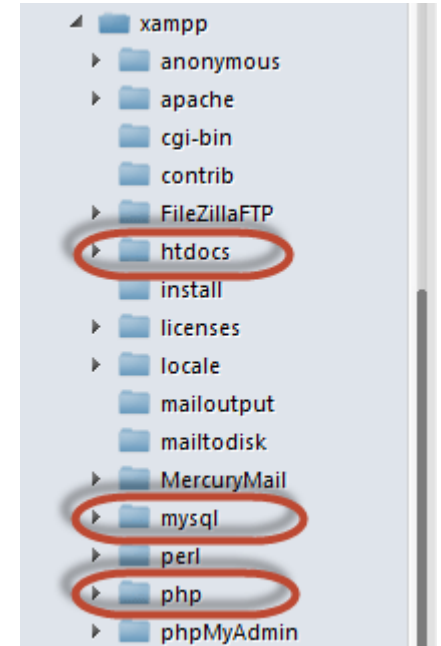 xampp
anonymous
apache
cgi-bin
contrib
FileZillaFTP
htdocs
install
licenses
locale
mailoutput
mailtodisk
MercuryMail
mysql
perl
php
phpMyAdmin